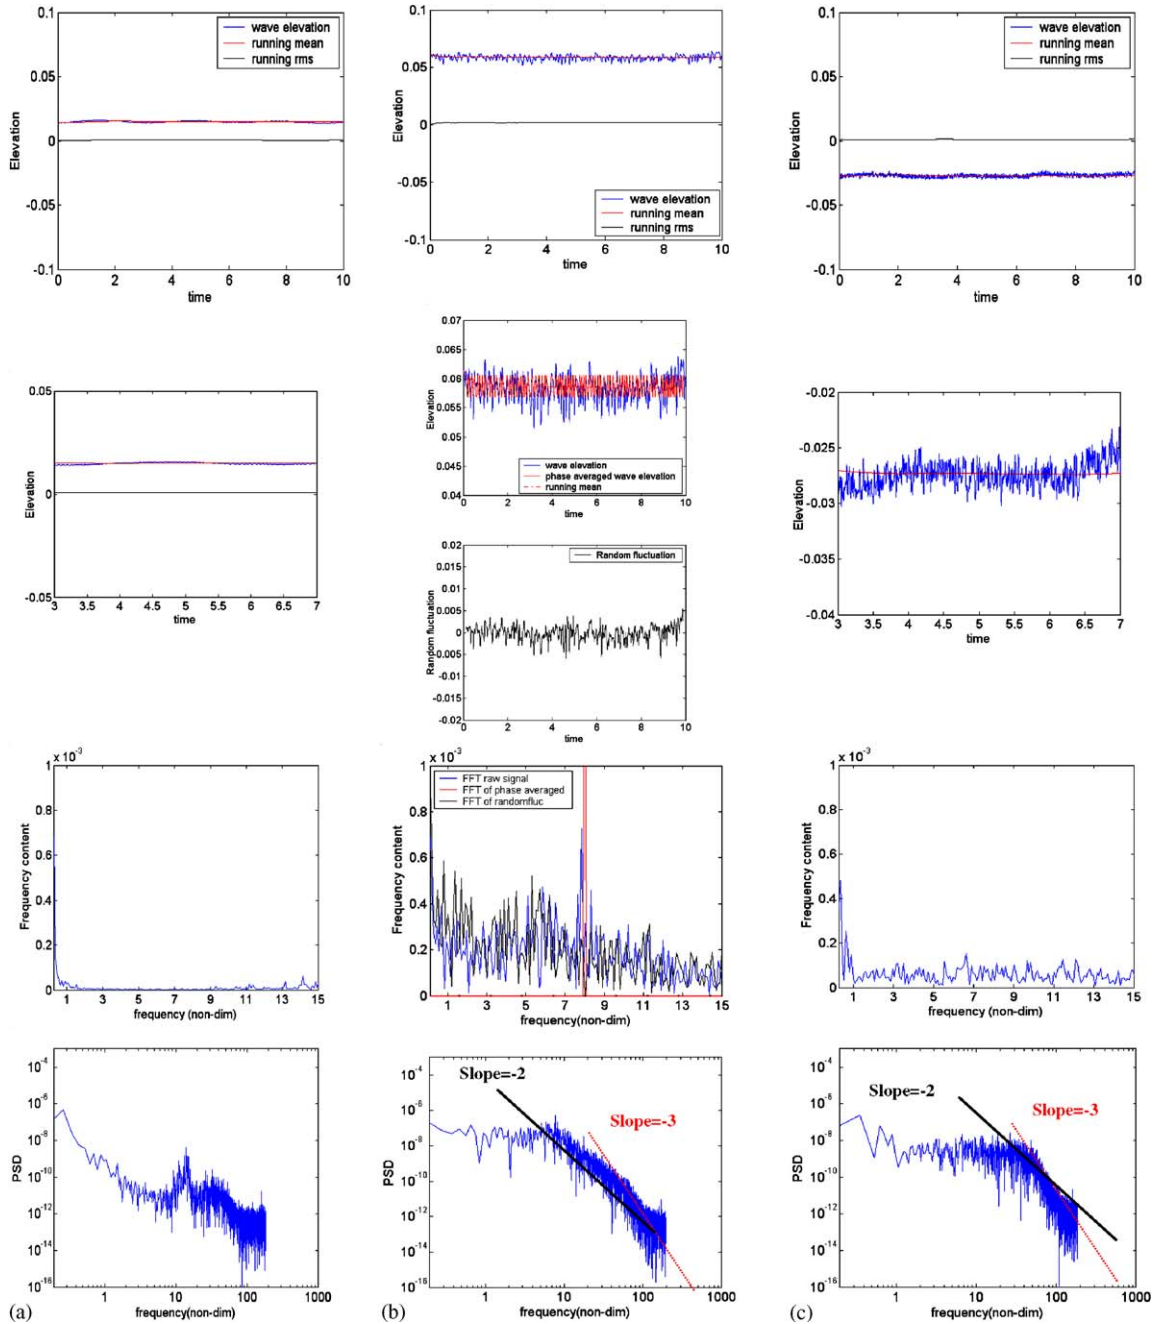 0.1
0.05
0
-0.05
-0.1
Elevation
wave elevation
running mean
running rms
0 2 4 6 8 10
time
0.1
0.05
0
-0.05
-0.1
Elevation
wave elevation
running mean
running rms
0 2 4 6 8 10
time
0.1
0.05
0
-0.05
-0.1
Elevation
wave elevation
running mean
running rms
0 2 4 6 8 10
time
0.05
0
-0.05
Elevation
3 3.5 4 4.5 5 5.5 6 6.5 7
time
0.07
0.065
0.06
0.055
0.05
0.045
0.04
Elevation
wave elevation
phase averaged wave elevation
running mean
0 2 4 6 8 10
time
0.02
0.015
0.01
0.005
0
-0.005
-0.01
-0.015
-0.02
Random fluctuation
Random fluctuation
0 2 4 6 8 10
time
-0.02
-0.025
-0.03
-0.035
-0.04
Elevation
3 3.5 4 4.5 5 5.5 6 6.5 7
time
x 10-3
1
0.8
0.6
0.4
0.2
0
Frequency content
1 3 5 7 9 11 13 15
frequency (non-dim)
x 10-3
1
0.8
0.6
0.4
0.2
0
Frequency content
FFT raw signal
FFT of phase averaged
FFT of randomfluc
1 3 5 7 9 11 13 15
frequency(non-dim)
x 10-3
1
0.8
0.6
0.4
0.2
0
Frequency content
1 3 5 7 9 11 13 15
frequency (non-dim)
10-4
10-6
10-8
10-10
10-12
10-14
10-16
PSD
1 10 100 1000
frequency(non-dim)
(a)
10-4
10-6
10-8
10-10
10-12
10-14
10-16
PSD
Slope=-2
Slope=-3
1 10 100 1000
frequency(non-dim)
(b)
10-4
10-6
10-8
10-10
10-12
10-14
10-16
PSD
Slope=-2
Slope=-3
1 10 100 1000
frequency(non-dim)
(c)